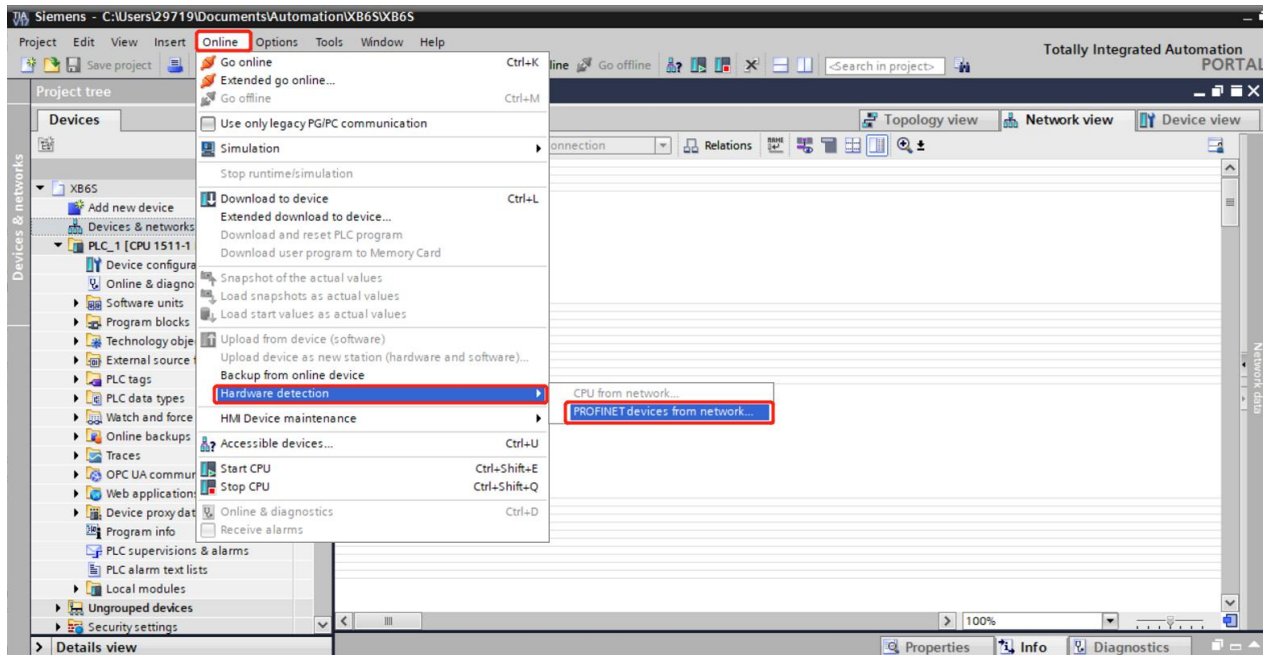 Siemens - C:\Users\29719\Documents\Automation\XB6S\XB6S
Project Edit View Insert Online Options Tools Window Help
Totally Integrated Automation
PORTAL
Save project
line Go offline <Search in project>
Project tree
Devices
Topology view Network view Device view
onnection Relations
Devices & networks
XB6S
Add new device
Devices & networks
PLC_1 [CPU 1511-1
Device configura
Online & diagno
Software units
Program blocks
Technology obje
External source f
PLC tags
PLC data types
Watch and force
Online backups
Traces
OPC UA commun
Web applications
Device proxy dat
Program info
PLC supervisions & alarms
PLC alarm text lists
Local modules
Ungrouped devices
Security settings
Details view
Go online Ctrl+K
Extended go online...
Go offline Ctrl+M
Use only legacy PG/PC communication
Simulation
Stop runtime/simulation
Download to device Ctrl+L
Extended download to device...
Download and reset PLC program
Download user program to Memory Card
Snapshot of the actual values
Load snapshots as actual values
Load start values as actual values
Upload from device (software)
Upload device as new station (hardware and software)...
Backup from online device
Hardware detection
HMI Device maintenance
Accessible devices... Ctrl+U
Start CPU Ctrl+Shift+E
Stop CPU Ctrl+Shift+Q
Online & diagnostics Ctrl+D
Receive alarms
CPU from network...
PROFINET devices from network...
Network data
100%
Properties Info Diagnostics